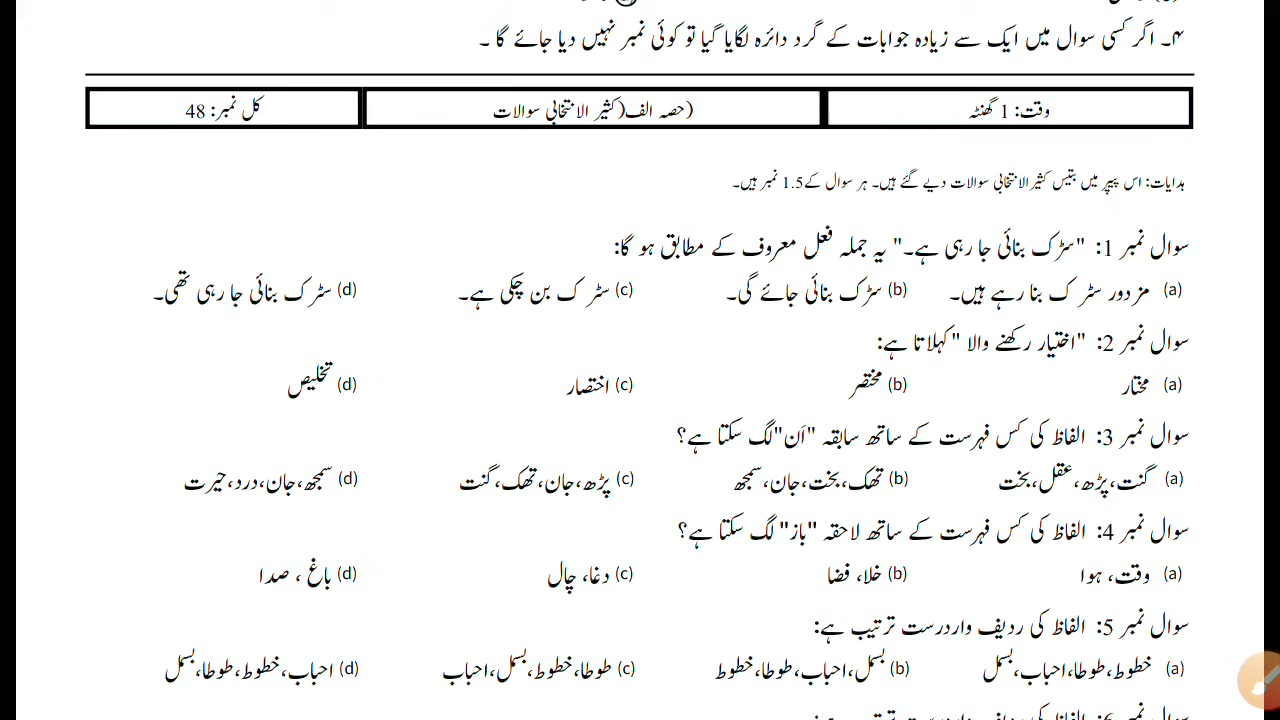 ۴۔ اگر کسی سوال میں ایک سے زیادہ جوابات کے گرد دائرہ لگایا گیا تو کوئی نمبر نہیں دیا جائے گا ۔
وقت: 1 گھنٹہ (حصہ الف( کثیر الانتخابی سوالات کل نمبر: 48
ہدایات: اس پیپر میں بتیس کثیر الانتخابی سوالات دیے گئے ہیں۔ ہر سوال کے 1.5 نمبر ہیں۔
سوال نمبر 1: "سڑک بنائی جا رہی ہے۔" یہ جملہ فعل معروف کے مطابق ہو گا:
(a) مزدور سڑک بنا رہے ہیں۔ (b) سڑک بنائی جائے گی۔ (c) سڑک بن چکی ہے۔ (d) سڑک بنائی جا رہی تھی۔
سوال نمبر 2: "اختیار رکھنے والا "کہلاتا ہے:
(a) مختار (b) مختصر (c) اختصار (d) تخلیص
سوال نمبر 3: الفاظ کی کس فہرست کے ساتھ سابقہ "اَن"لگ سکتا ہے؟
(a) گنت،پڑھ،عقل،بخت (b) تھک،بخت،جان،سمجھ (c) پڑھ،جان،تھک،گنت (d) سمجھ،جان،درد،حیرت
سوال نمبر 4: الفاظ کی کس فہرست کے ساتھ لاحقہ "باز" لگ سکتا ہے؟
(a) وقت، ہوا (b) خلا، فضا (c) دغا، چال (d) باغ ، صدا
سوال نمبر 5: الفاظ کی ردیف واردرست ترتیب ہے:
(a) خطوط،طوطا،احباب،بسمل (b) بسمل،احباب،طوطا،خطوط (c) طوطا،خطوط،بسمل،احباب (d) احباب،خطوط،طوطا،بسمل